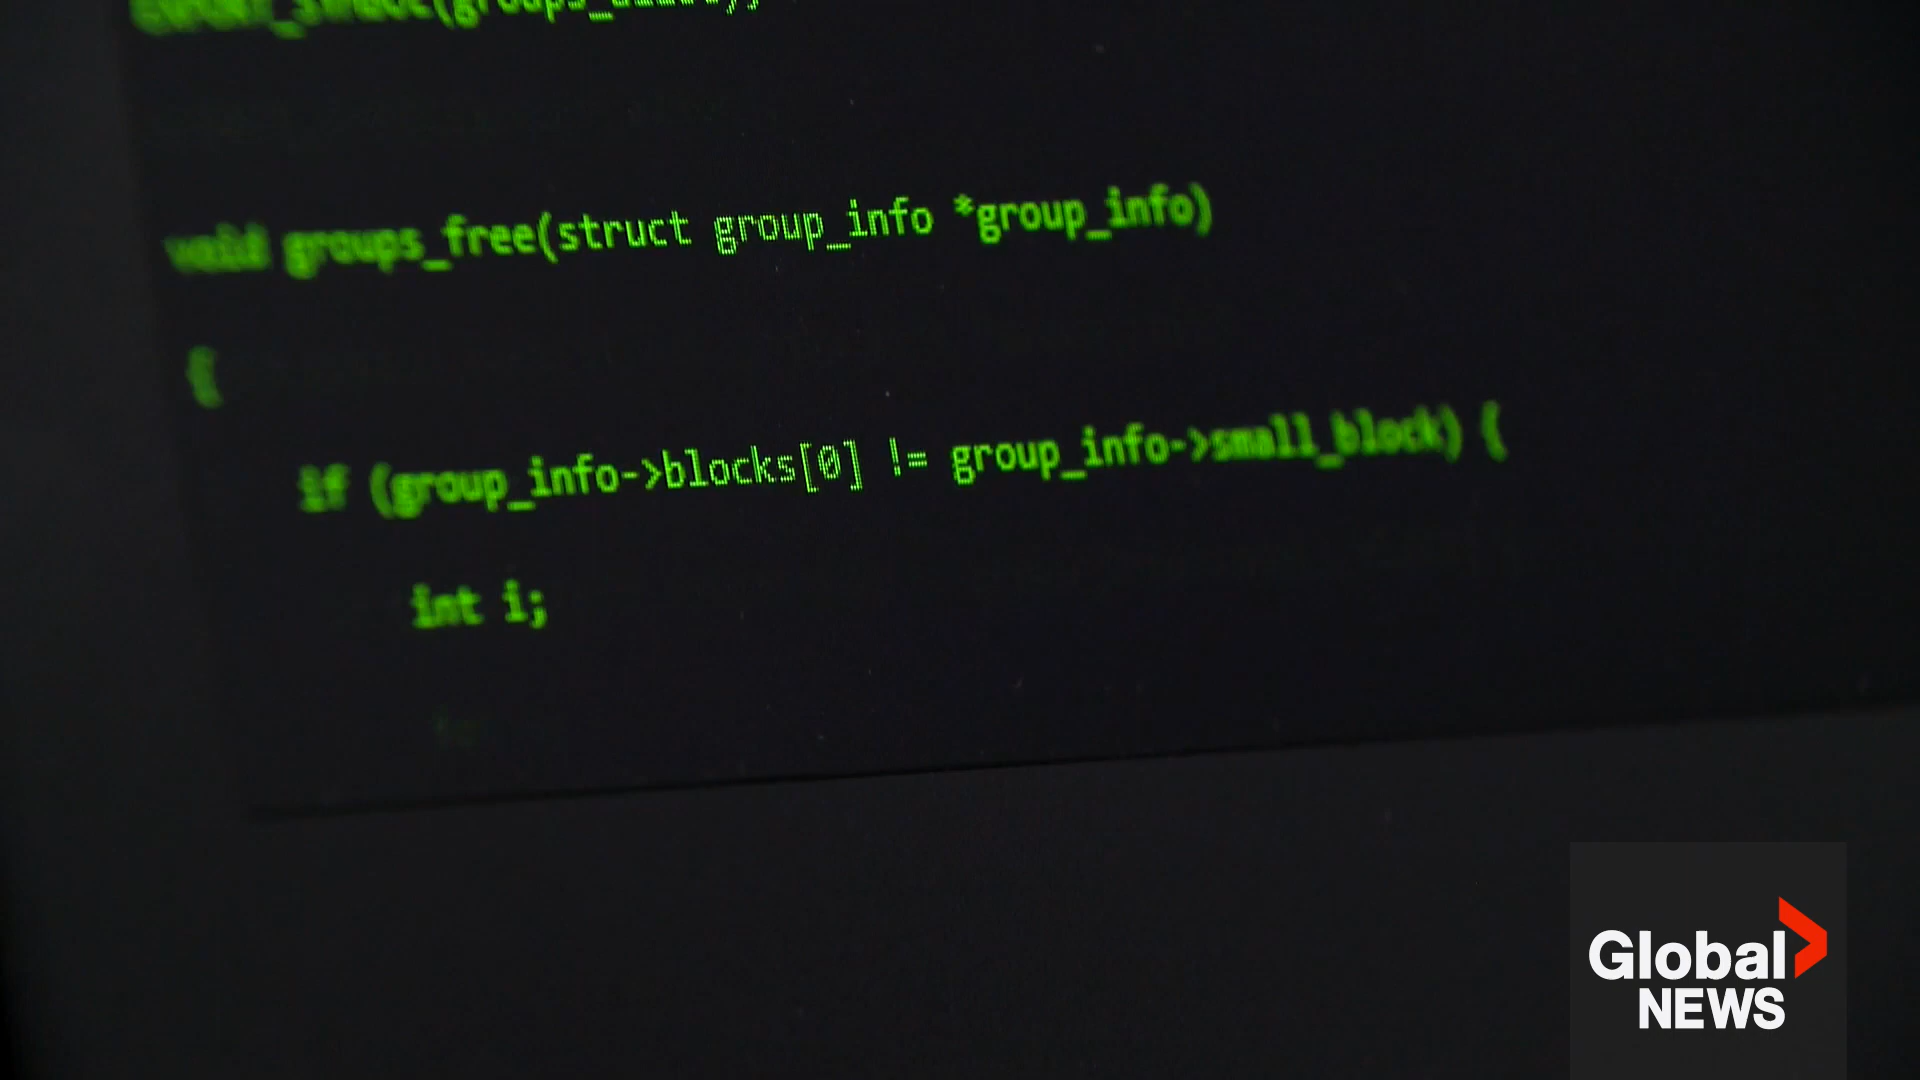 void groups_free(struct group_info *group_info)
{
if (group_info->blocks[0] != group_info->small_block) {
int i;
Global
NEWS